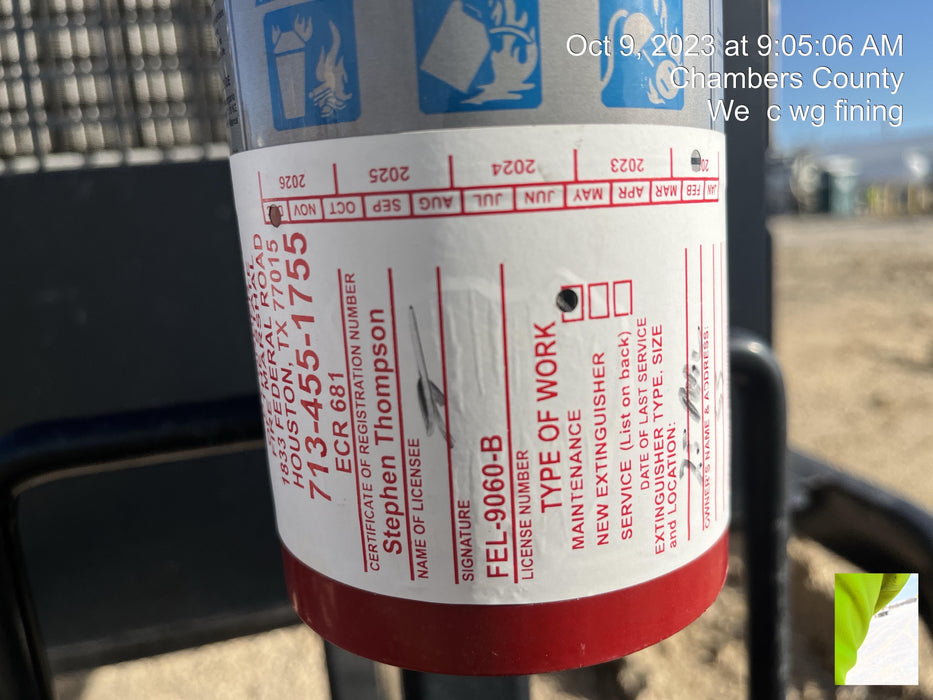 Oct 9, 2023 at 9:05:06 AM
Chambers County
We c wg fining
2026 2025 2024 2023 20
NOV OCT SEP AUG JUL JUN MAY APR MAR FEB JAN
1833 FEDERAL ROAD
HOUSTON, TX 77015
713-455-1755
ECR 681
CERTIFICATE OF REGISTRATION NUMBER
Stephen Thompson
NAME OF LICENSEE
SIGNATURE
FEL-9060-B
LICENSE NUMBER
TYPE OF WORK
MAINTENANCE
NEW EXTINGUISHER
SERVICE (List on back)
DATE OF LAST SERVICE
EXTINGUISHER TYPE, SIZE
and LOCATION:
OWNER'S NAME & ADDRESS: